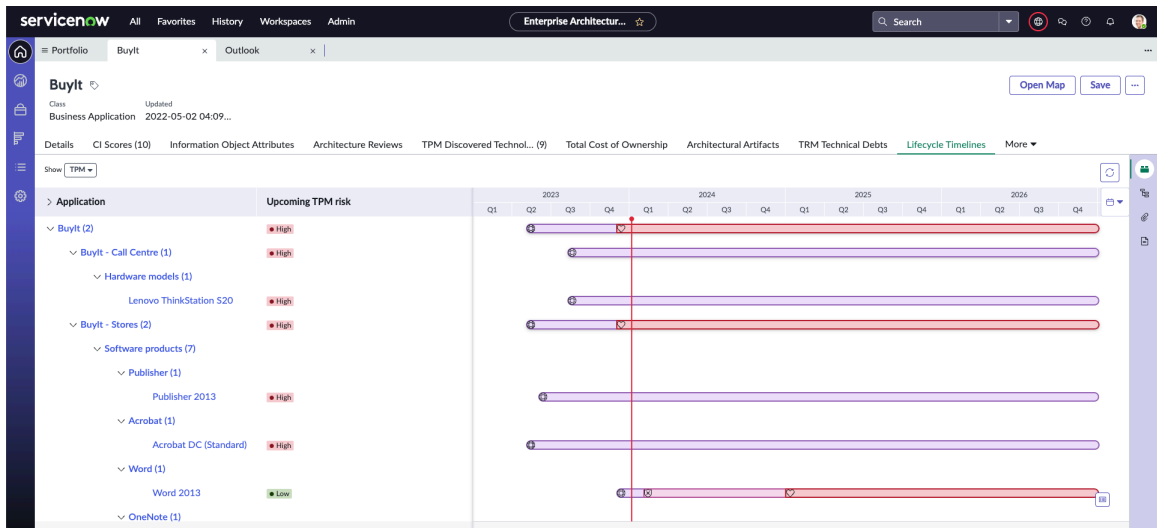 servicenow All Favorites History Workspaces Admin Enterprise Architectur... Search
Portfolio BuyIt Outlook
BuyIt
Open Map Save
Class Updated
Business Application 2022-05-02 04:09...
Details CI Scores (10) Information Object Attributes Architecture Reviews TPM Discovered Technol... (9) Total Cost of Ownership Architectural Artifacts TRM Technical Debts Lifecycle Timelines More
Show TPM
Application Upcoming TPM risk
2023 2024 2025 2026
Q1 Q2 Q3 Q4 Q1 Q2 Q3 Q4 Q1 Q2 Q3 Q4 Q1 Q2 Q3 Q4
BuyIt (2) High
BuyIt - Call Centre (1) High
Hardware models (1)
Lenovo ThinkStation S20 High
BuyIt - Stores (2) High
Software products (7)
Publisher (1)
Publisher 2013 High
Acrobat (1)
Acrobat DC (Standard) High
Word (1)
Word 2013 Low
OneNote (1)